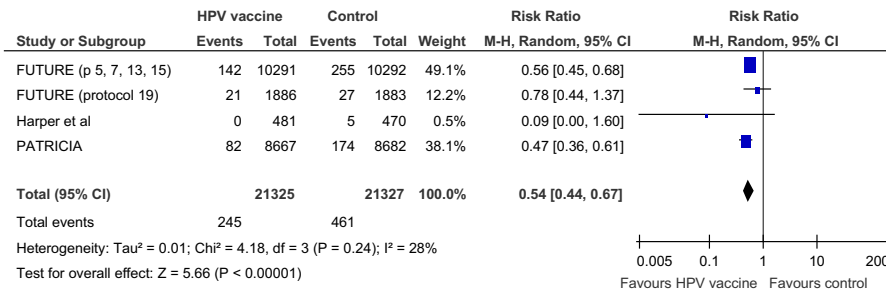 HPV vaccine Control Risk Ratio Risk Ratio
Study or Subgroup Events Total Events Total Weight M-H, Random, 95% CI M-H, Random, 95% CI
FUTURE (p 5, 7, 13, 15) 142 10291 255 10292 49.1% 0.56 [0.45, 0.68]
FUTURE (protocol 19) 21 1886 27 1883 12.2% 0.78 [0.44, 1.37]
Harper et al 0 481 5 470 0.5% 0.09 [0.00, 1.60]
PATRICIA 82 8667 174 8682 38.1% 0.47 [0.36, 0.61]
Total (95% CI) 21325 21327 100.0% 0.54 [0.44, 0.67]
Total events 245 461
Heterogeneity: Tau² = 0.01; Chi² = 4.18, df = 3 (P = 0.24); I² = 28%
Test for overall effect: Z = 5.66 (P < 0.00001)
0.005 0.1 1 10 200
Favours HPV vaccine Favours control